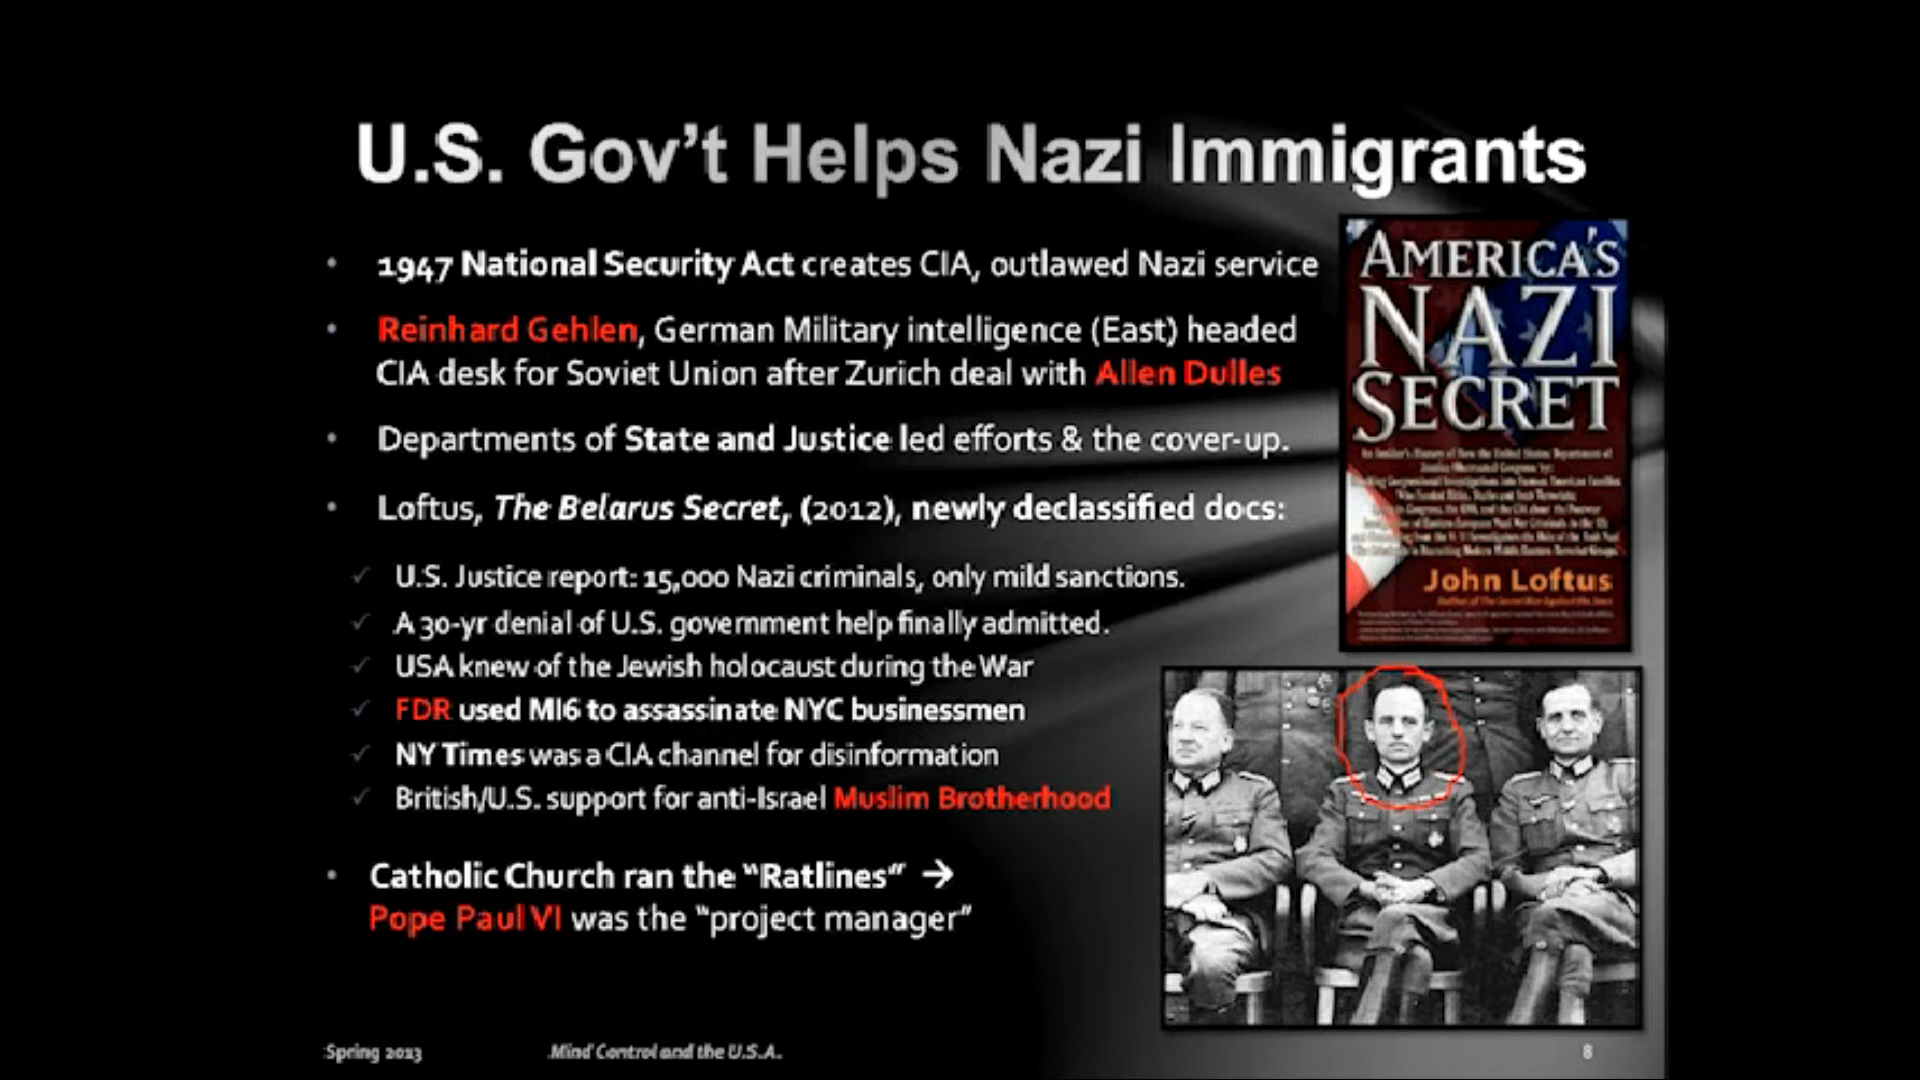 U.S. Gov't Helps Nazi Immigrants
• 1947 National Security Act creates CIA, outlawed Nazi service
• Reinhard Gehlen, German Military intelligence (East) headed
CIA desk for Soviet Union after Zurich deal with Allen Dulles
• Departments of State and Justice led efforts & the cover-up.
• Loftus, The Belarus Secret, (2012), newly declassified docs:
✓ U.S. Justice report: 15,000 Nazi criminals, only mild sanctions.
✓ A 30-yr denial of U.S. government help finally admitted.
✓ USA knew of the Jewish holocaust during the War
✓ FDR used MI6 to assassinate NYC businessmen
✓ NY Times was a CIA channel for disinformation
✓ British/U.S. support for anti-Israel Muslim Brotherhood
• Catholic Church ran the “Ratlines” →
Pope Paul VI was the “project manager”
AMERICA'S
NAZI
SECRET
John Loftus
Spring 2013
Mind Control and the U.S.A.
8